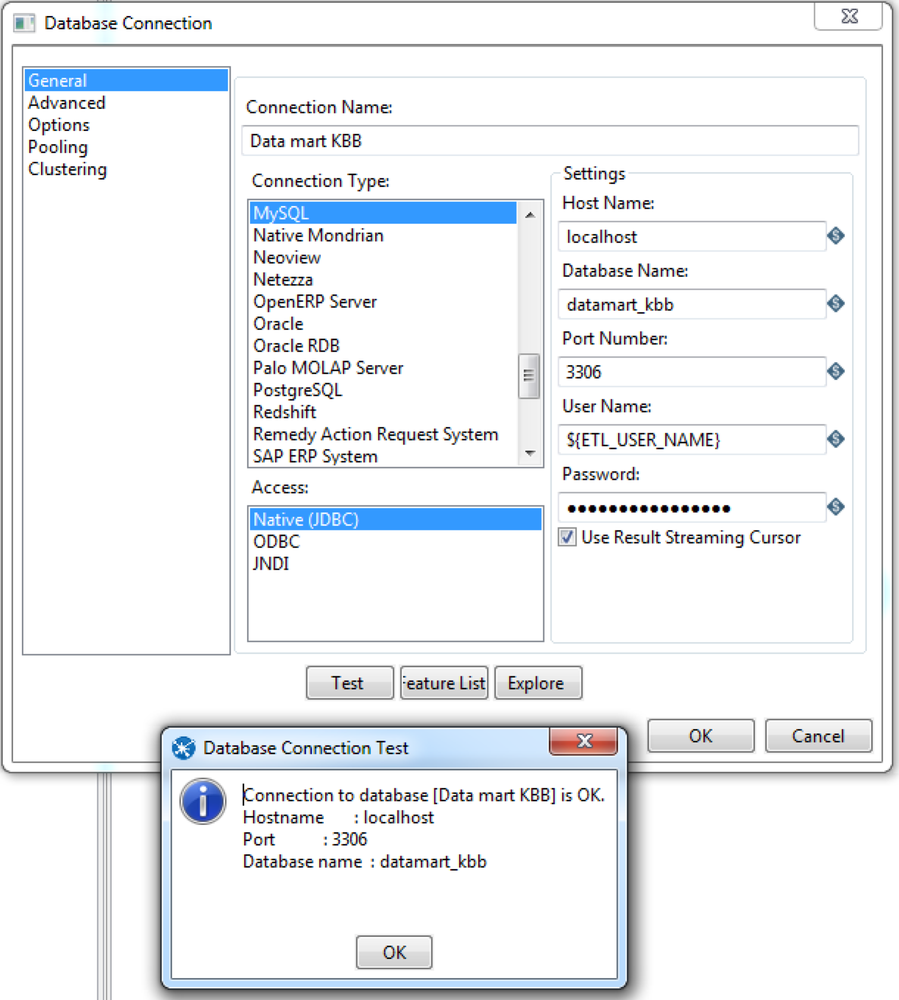 Database Connection
General
Advanced
Options
Pooling
Clustering
Connection Name:
Data mart KBB
Connection Type:
MySQL
Native Mondrian
Neoview
Netezza
OpenERP Server
Oracle
Oracle RDB
Palo MOLAP Server
PostgreSQL
Redshift
Remedy Action Request System
SAP ERP System
Access:
Native (JDBC)
ODBC
JNDI
Settings
Host Name:
localhost
Database Name:
datamart_kbb
Port Number:
3306
User Name:
${ETL_USER_NAME}
Password:
●●●●●●●●●●●●●●●●
Use Result Streaming Cursor
Test
eature List
Explore
OK
Cancel
Database Connection Test
Connection to database [Data mart KBB] is OK.
Hostname : localhost
Port : 3306
Database name : datamart_kbb
OK